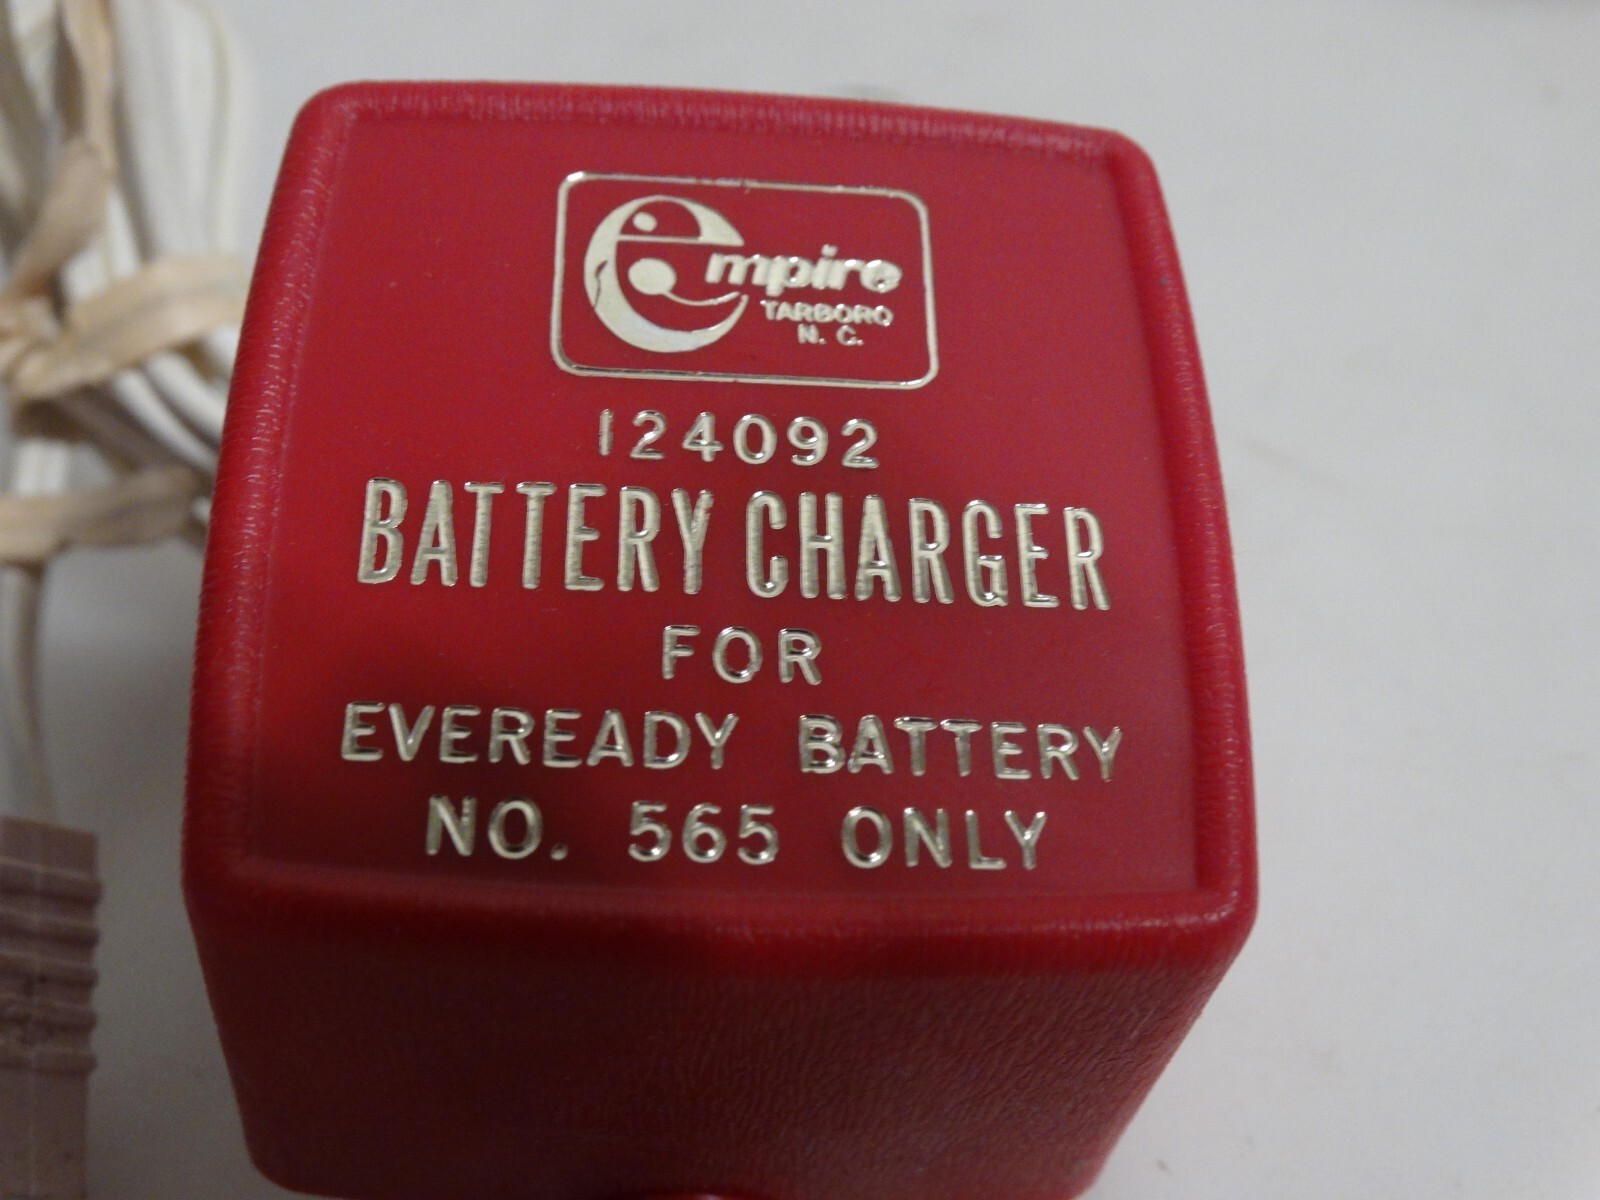 empire
TARBORO
N. C.
124092
BATTERY CHARGER
FOR
EVEREADY BATTERY
NO. 565 ONLY